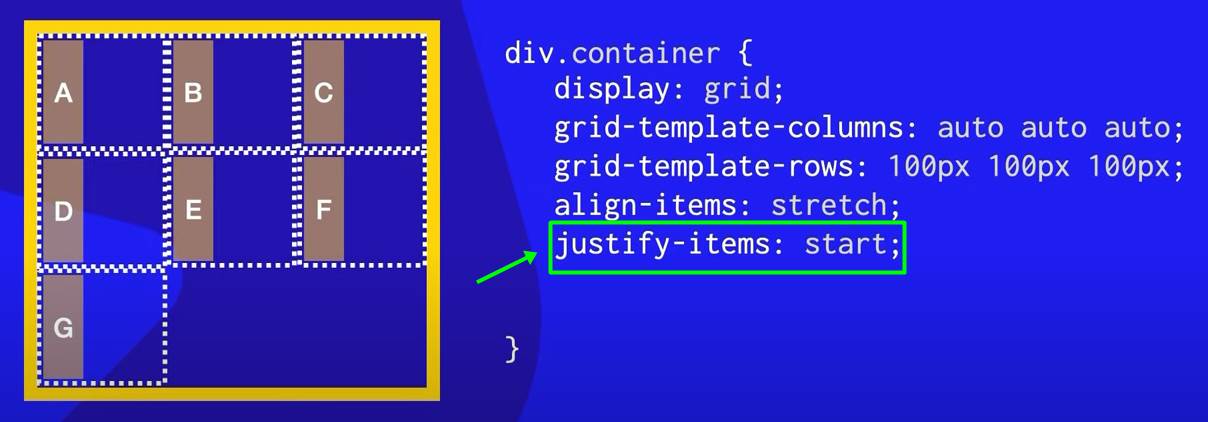 A B C
D E F
G
div.container {
display: grid;
grid-template-columns: auto auto auto;
grid-template-rows: 100px 100px 100px;
align-items: stretch;
justify-items: start;
}